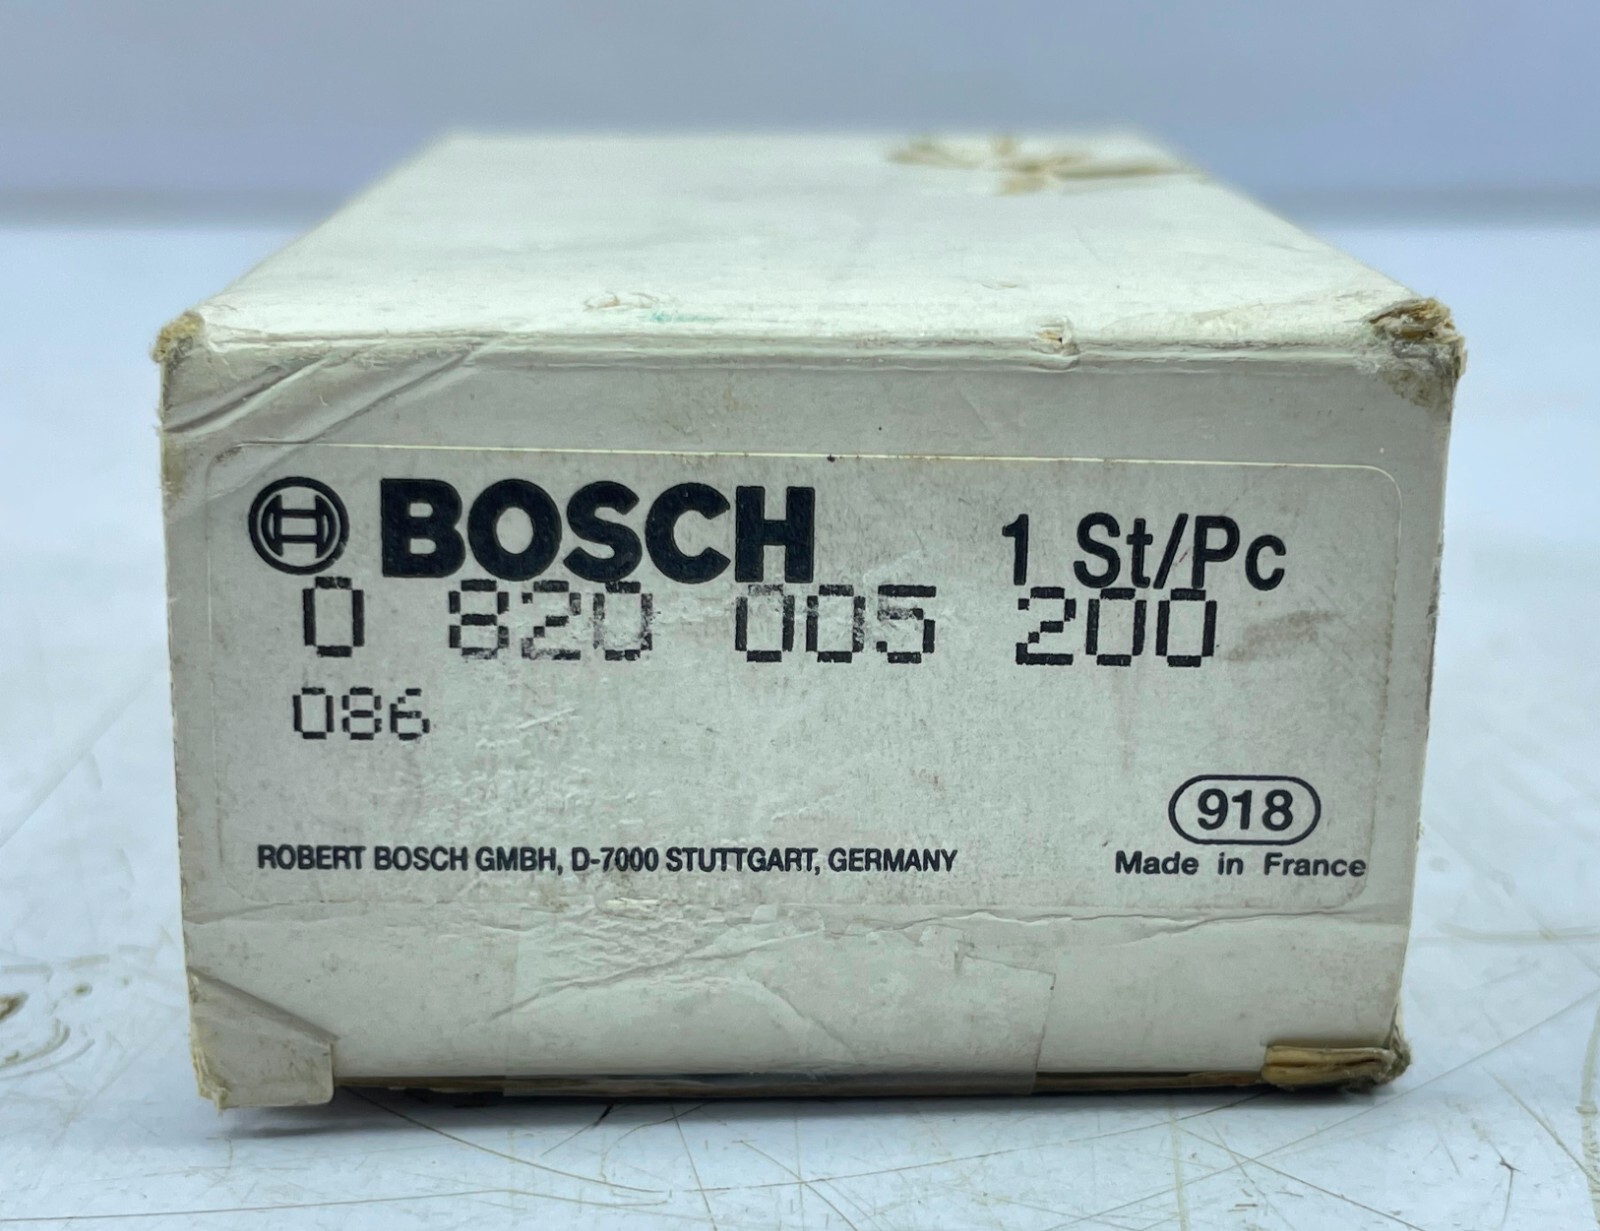 BOSCH 1 St/Pc
0 820 005 200
086
918
ROBERT BOSCH GMBH, D-7000 STUTTGART, GERMANY
Made in France